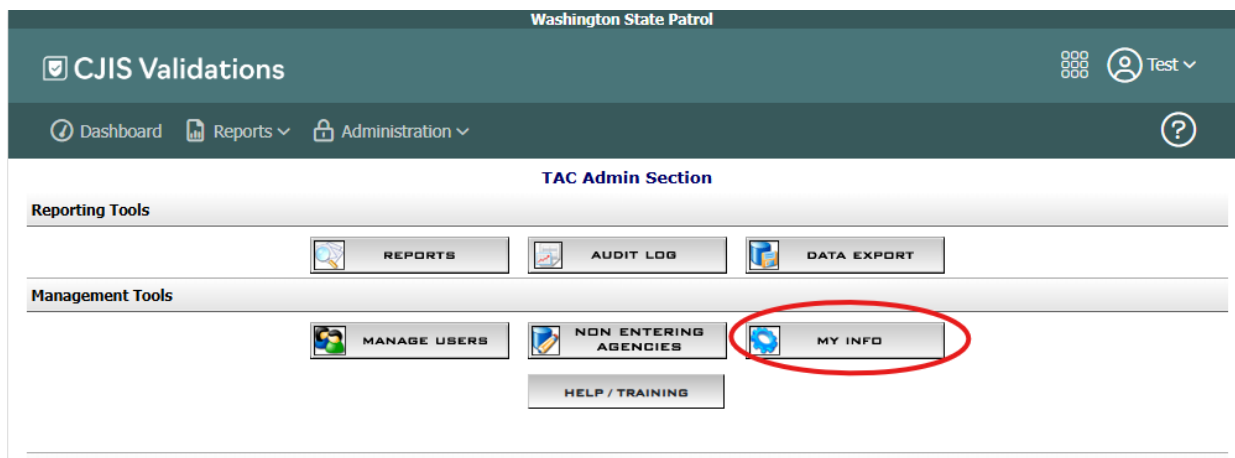 Washington State Patrol
CJIS Validations
Test
Dashboard Reports Administration
?
TAC Admin Section
Reporting Tools
REPORTS AUDIT LOG DATA EXPORT
Management Tools
MANAGE USERS NON ENTERING AGENCIES MY INFO
HELP / TRAINING